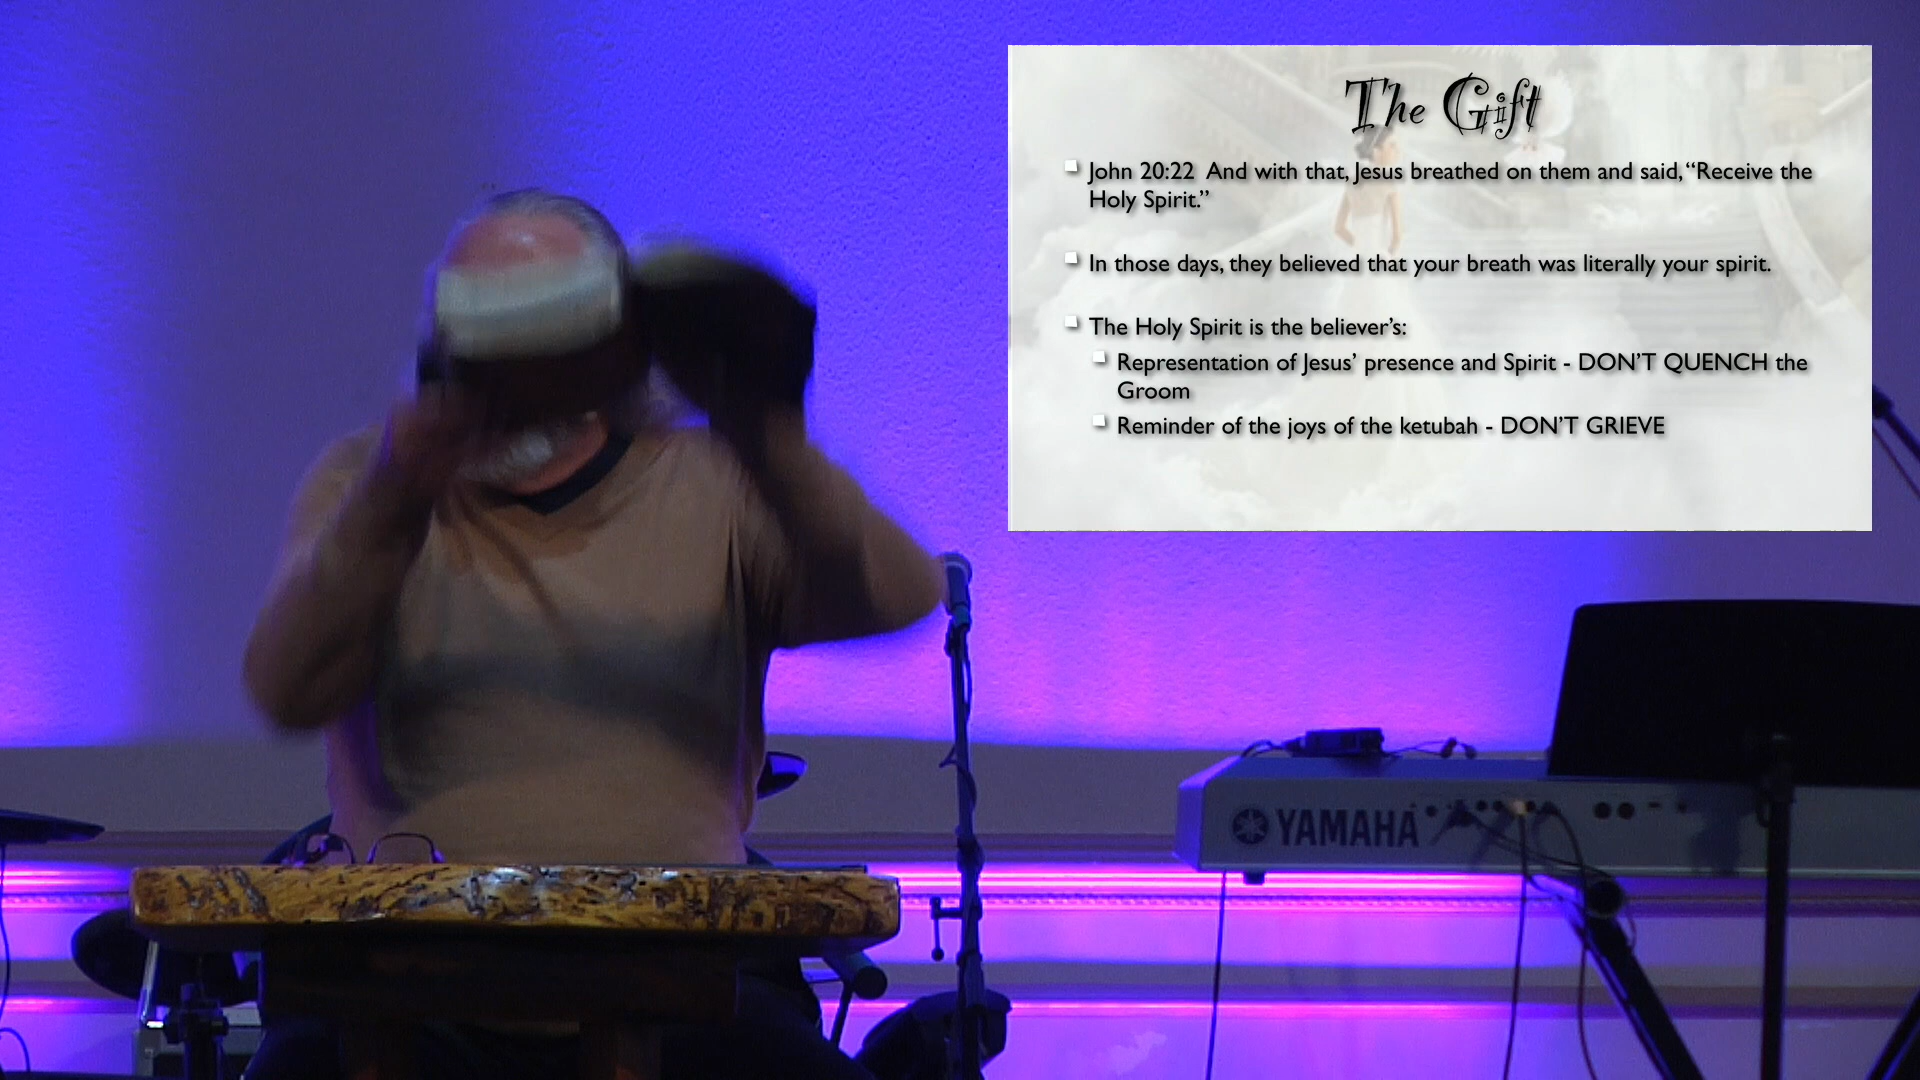 The Gift
John 20:22 And with that, Jesus breathed on them and said, “Receive the
Holy Spirit.”
In those days, they believed that your breath was literally your spirit.
The Holy Spirit is the believer’s:
Representation of Jesus’ presence and Spirit - DON’T QUENCH the
Groom
Reminder of the joys of the ketubah - DON’T GRIEVE
YAMAHA